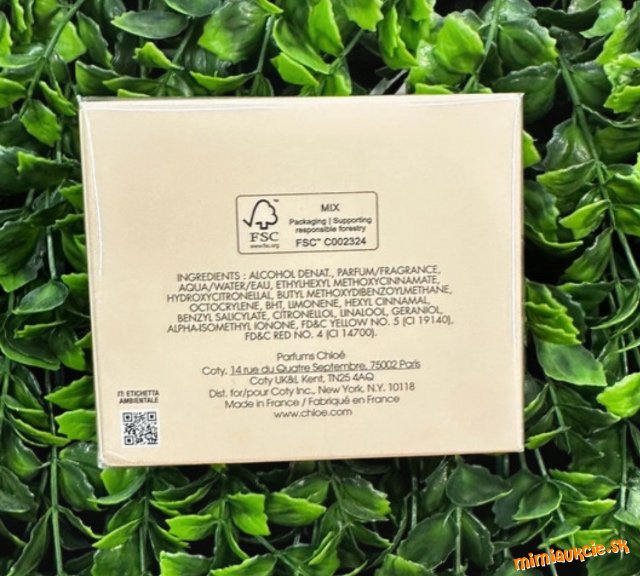 MIX
Packaging | Supporting
responsible forestry
FSC™ C002324
FSC
www.fsc.org
INGREDIENTS : ALCOHOL DENAT., PARFUM/FRAGRANCE,
AQUA/WATER/EAU, ETHYLHEXYL METHOXYCINNAMATE,
HYDROXYCITRONELLAL, BUTYL METHOXYDIBENZOYLMETHANE,
OCTOCRYLENE, BHT, LIMONENE, HEXYL CINNAMAL,
BENZYL SALICYLATE, CITRONELLOL, LINALOOL, GERANIOL,
ALPHA-ISOMETHYL IONONE, FD&C YELLOW NO. 5 (CI 19140),
FD&C RED NO. 4 (CI 14700).
Parfums Chloé
Coty, 14 rue du Quatre Septembre, 75002 Paris
Coty UK&I, Kent, TN25 4AQ
Dist. for/pour Coty Inc., New York, N.Y. 10118
Made in France / Fabriqué en France
www.chloe.com
IT: ETICHETTA
AMBIENTALE
mimiaukcie.sk